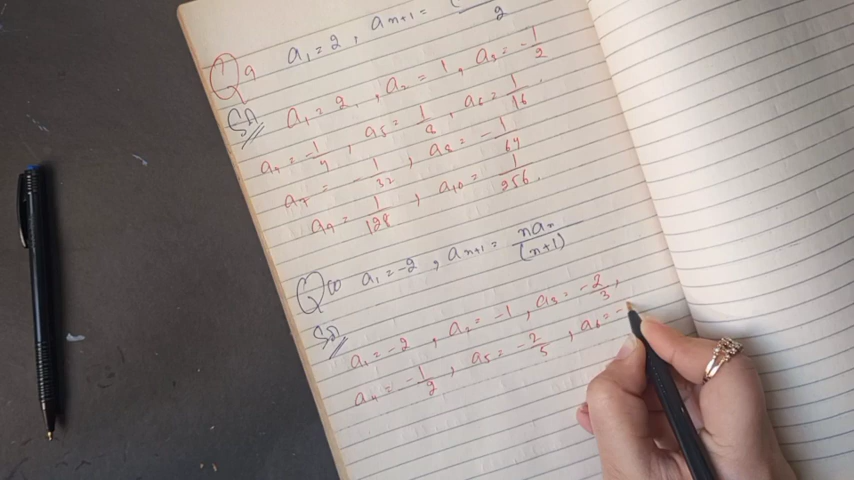 Q9 a₁ = 2, aₙ₊₁ = ( / 2
Sol a₁ = 2, a₂ = 1, a₃ = -1/2
a₄ = -1/4, a₅ = 1/8, a₆ = 1/16.
a₇ = -1/32, a₈ = -1/64
a₉ = 1/128, a₁₀ = 1/256.
Q10 a₁ = -2, aₙ₊₁ = naₙ/(n+1)
Sol
a₁ = -2, a₂ = -1, a₃ = -2/3,
a₄ = -1/2, a₅ = -2/5, a₆ = -